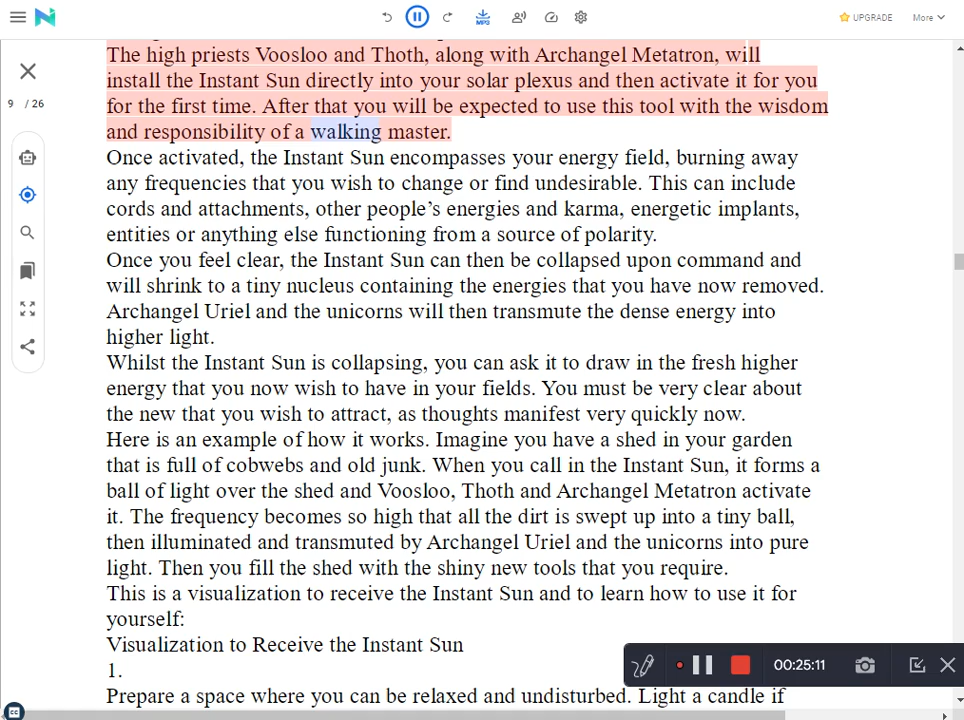 UPGRADE
More
MP3
9 / 26
The high priests Voosloo and Thoth, along with Archangel Metatron, will
install the Instant Sun directly into your solar plexus and then activate it for you
for the first time. After that you will be expected to use this tool with the wisdom
and responsibility of a walking master.
Once activated, the Instant Sun encompasses your energy field, burning away
any frequencies that you wish to change or find undesirable. This can include
cords and attachments, other people’s energies and karma, energetic implants,
entities or anything else functioning from a source of polarity.
Once you feel clear, the Instant Sun can then be collapsed upon command and
will shrink to a tiny nucleus containing the energies that you have now removed.
Archangel Uriel and the unicorns will then transmute the dense energy into
higher light.
Whilst the Instant Sun is collapsing, you can ask it to draw in the fresh higher
energy that you now wish to have in your fields. You must be very clear about
the new that you wish to attract, as thoughts manifest very quickly now.
Here is an example of how it works. Imagine you have a shed in your garden
that is full of cobwebs and old junk. When you call in the Instant Sun, it forms a
ball of light over the shed and Voosloo, Thoth and Archangel Metatron activate
it. The frequency becomes so high that all the dirt is swept up into a tiny ball,
then illuminated and transmuted by Archangel Uriel and the unicorns into pure
light. Then you fill the shed with the shiny new tools that you require.
This is a visualization to receive the Instant Sun and to learn how to use it for
yourself:
Visualization to Receive the Instant Sun
1.
Prepare a space where you can be relaxed and undisturbed. Light a candle if
00:25:11
CC